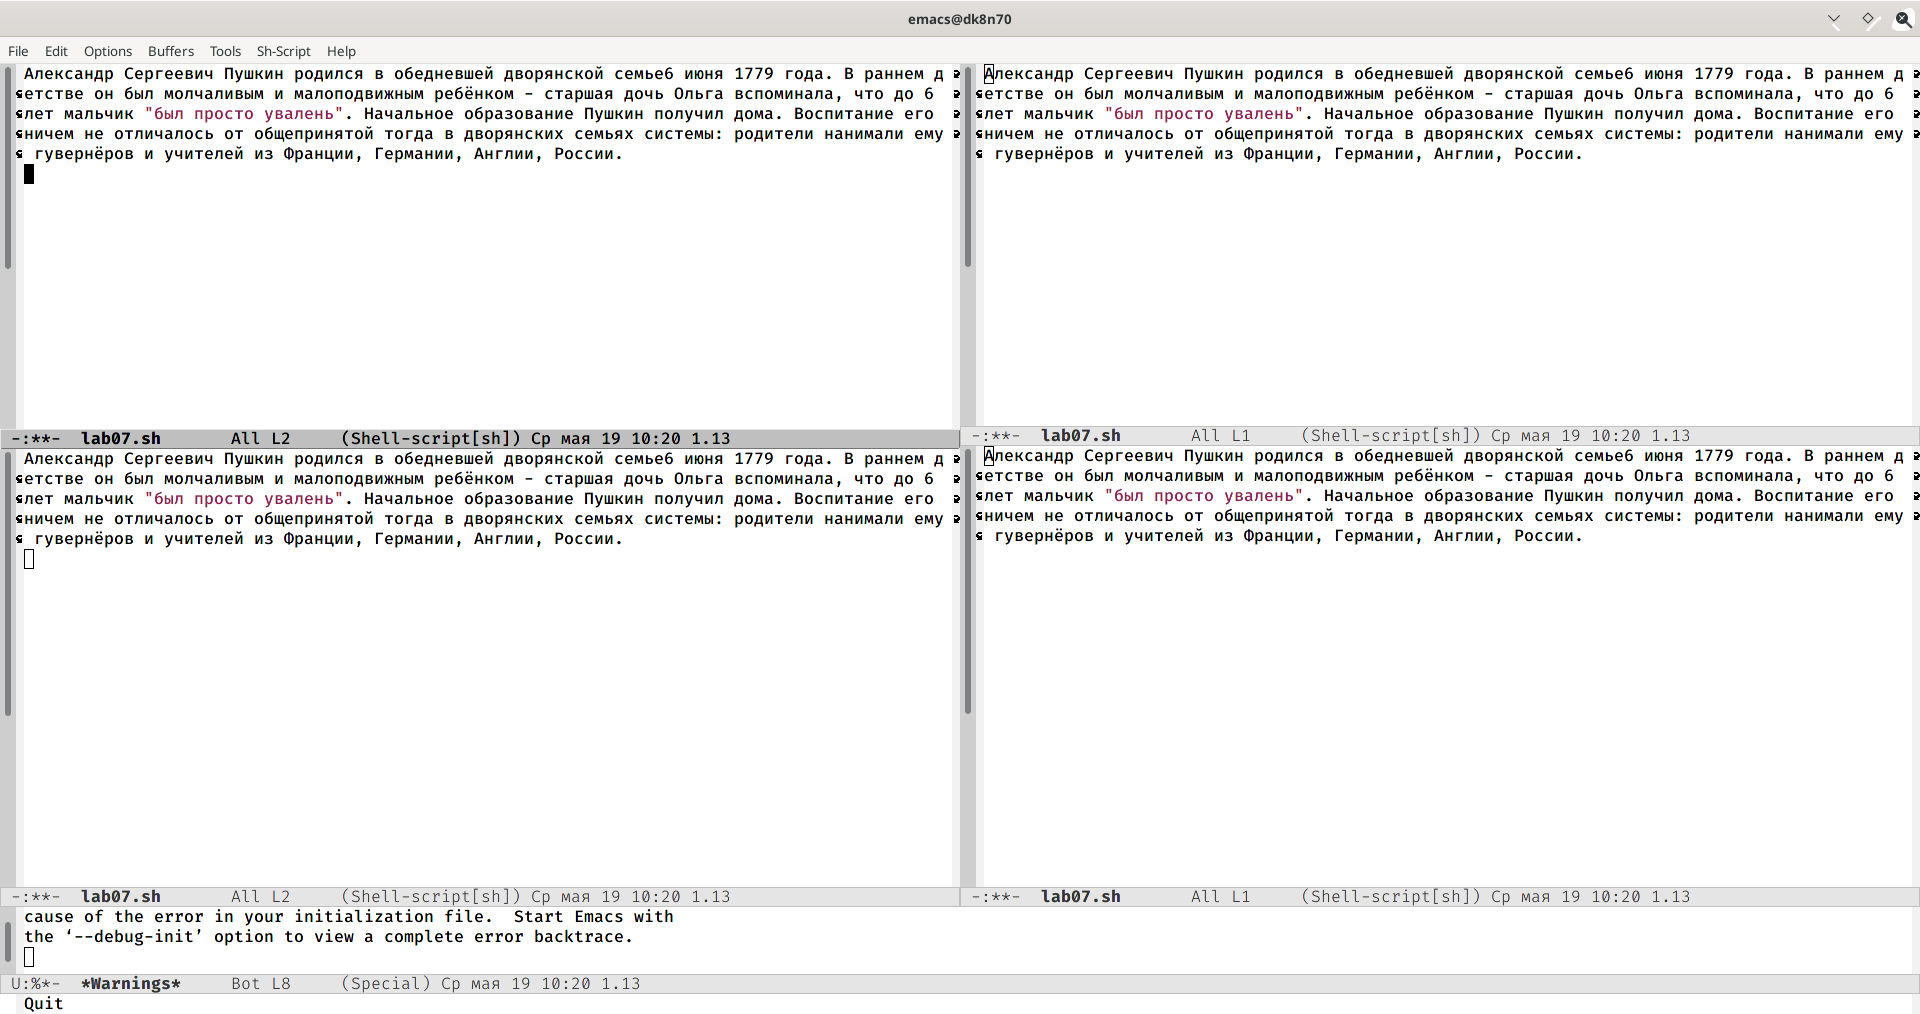 emacs@dk8n70
File Edit Options Buffers Tools Sh-Script Help
Александр Сергеевич Пушкин родился в обедневшей дворянской семье6 июня 1779 года. В раннем д
етстве он был молчаливым и малоподвижным ребёнком - старшая дочь Ольга вспоминала, что до 6
лет мальчик "был просто увалень". Начальное образование Пушкин получил дома. Воспитание его
ничем не отличалось от общепринятой тогда в дворянских семьях системы: родители нанимали ему
гувернёров и учителей из Франции, Германии, Англии, России.
-:**- lab07.sh All L2 (Shell-script[sh]) Ср мая 19 10:20 1.13
Александр Сергеевич Пушкин родился в обедневшей дворянской семье6 июня 1779 года. В раннем д
етстве он был молчаливым и малоподвижным ребёнком - старшая дочь Ольга вспоминала, что до 6
лет мальчик "был просто увалень". Начальное образование Пушкин получил дома. Воспитание его
ничем не отличалось от общепринятой тогда в дворянских семьях системы: родители нанимали ему
гувернёров и учителей из Франции, Германии, Англии, России.
-:**- lab07.sh All L1 (Shell-script[sh]) Ср мая 19 10:20 1.13
Александр Сергеевич Пушкин родился в обедневшей дворянской семье6 июня 1779 года. В раннем д
етстве он был молчаливым и малоподвижным ребёнком - старшая дочь Ольга вспоминала, что до 6
лет мальчик "был просто увалень". Начальное образование Пушкин получил дома. Воспитание его
ничем не отличалось от общепринятой тогда в дворянских семьях системы: родители нанимали ему
гувернёров и учителей из Франции, Германии, Англии, России.
-:**- lab07.sh All L2 (Shell-script[sh]) Ср мая 19 10:20 1.13
Александр Сергеевич Пушкин родился в обедневшей дворянской семье6 июня 1779 года. В раннем д
етстве он был молчаливым и малоподвижным ребёнком - старшая дочь Ольга вспоминала, что до 6
лет мальчик "был просто увалень". Начальное образование Пушкин получил дома. Воспитание его
ничем не отличалось от общепринятой тогда в дворянских семьях системы: родители нанимали ему
гувернёров и учителей из Франции, Германии, Англии, России.
-:**- lab07.sh All L1 (Shell-script[sh]) Ср мая 19 10:20 1.13
cause of the error in your initialization file.  Start Emacs with
the ‘--debug-init’ option to view a complete error backtrace.
U:%*- *Warnings* Bot L8 (Special) Ср мая 19 10:20 1.13
Quit